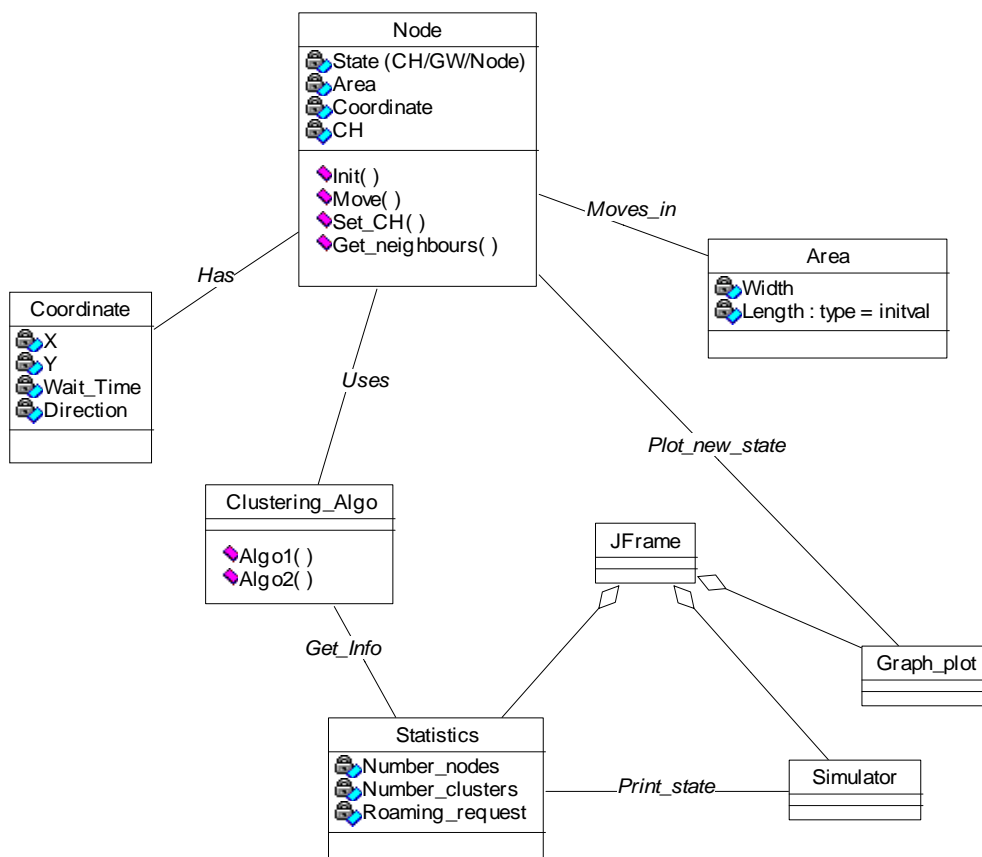 Node
State (CH/GW/Node)
Area
Coordinate
CH
Init( )
Move( )
Set_CH( )
Get_neighbours( )
Moves_in
Area
Width
Length : type = initval
Has
Coordinate
X
Y
Wait_Time
Direction
Uses
Plot_new_state
Clustering_Algo
Algo1( )
Algo2( )
JFrame
Get_Info
Graph_plot
Statistics
Number_nodes
Number_clusters
Roaming_request
Print_state
Simulator